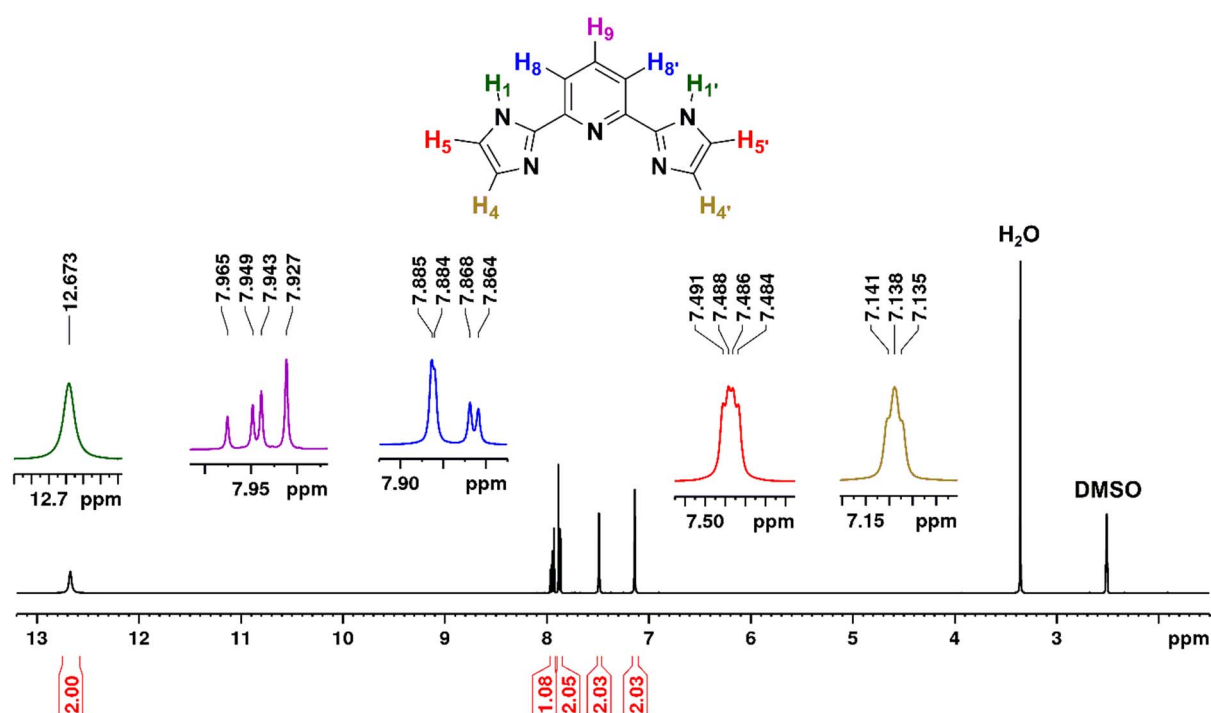 H9
H8 H8'
H1 H1'
N N N
H5 N N H5'
H4 H4'
H2O
12.673
7.965
7.949
7.943
7.927
7.885
7.884
7.868
7.864
7.491
7.488
7.486
7.484
7.141
7.138
7.135
12.7 ppm
7.95 ppm
7.90 ppm
7.50 ppm
7.15 ppm
DMSO
13 12 11 10 9 8 7 6 5 4 3 ppm
2.00
1.08
2.05
2.03
2.03